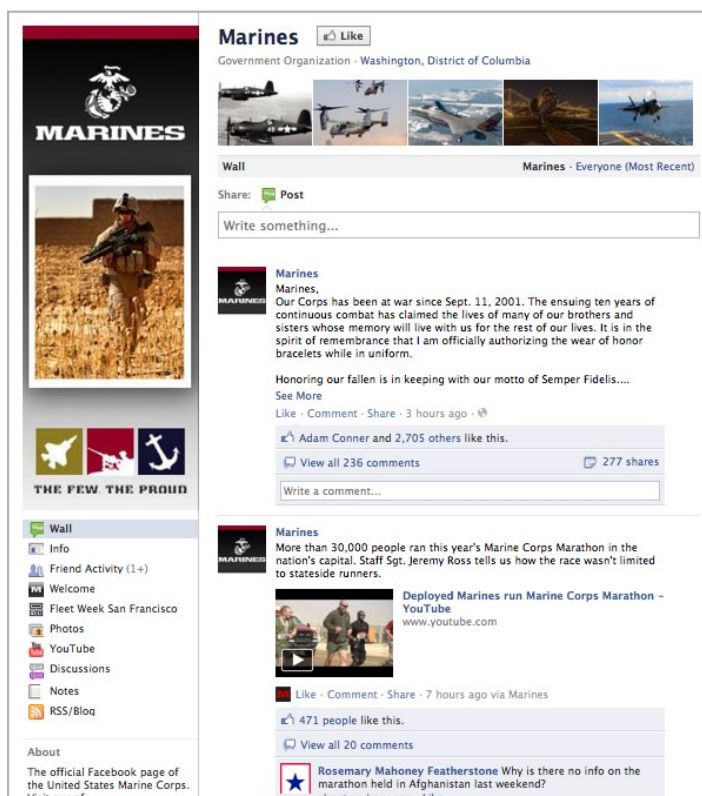 MARINES
THE FEW. THE PROUD
Wall
Info
Friend Activity (1+)
Welcome
Fleet Week San Francisco
Photos
YouTube
Discussions
Notes
RSS/Blog
About
The official Facebook page of
the United States Marine Corps.
Marines
Like
Government Organization · Washington, District of Columbia
Wall
Marines · Everyone (Most Recent)
Share: Post
Write something...
MARINES
Marines
Marines,
Our Corps has been at war since Sept. 11, 2001. The ensuing ten years of
continuous combat has claimed the lives of many of our brothers and
sisters whose memory will live with us for the rest of our lives. It is in the
spirit of remembrance that I am officially authorizing the wear of honor
bracelets while in uniform.
Honoring our fallen is in keeping with our motto of Semper Fidelis....
See More
Like · Comment · Share · 3 hours ago ·
Adam Conner and 2,705 others like this.
View all 236 comments
277 shares
Write a comment...
MARINES
Marines
More than 30,000 people ran this year's Marine Corps Marathon in the
nation's capital. Staff Sgt. Jeremy Ross tells us how the race wasn't limited
to stateside runners.
Deployed Marines run Marine Corps Marathon –
YouTube
www.youtube.com
Like · Comment · Share · 7 hours ago via Marines
471 people like this.
View all 20 comments
Rosemary Mahoney Featherstone Why is there no info on the
marathon held in Afghanistan last weekend?